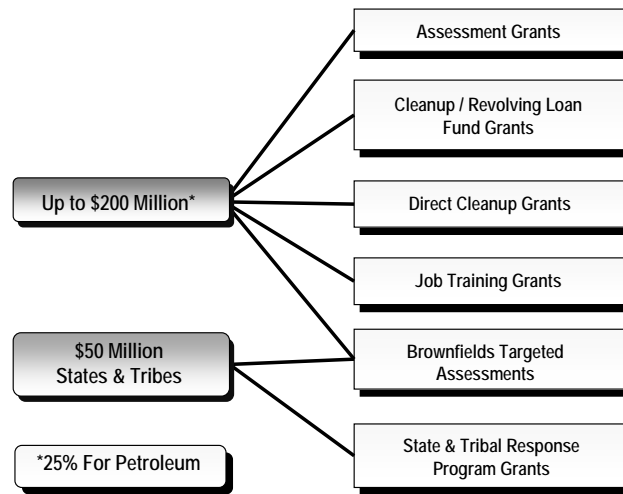 Assessment Grants
Cleanup / Revolving Loan
Fund Grants
Up to $200 Million*
Direct Cleanup Grants
Job Training Grants
$50 Million
States & Tribes
Brownfields Targeted
Assessments
*25% For Petroleum
State & Tribal Response
Program Grants